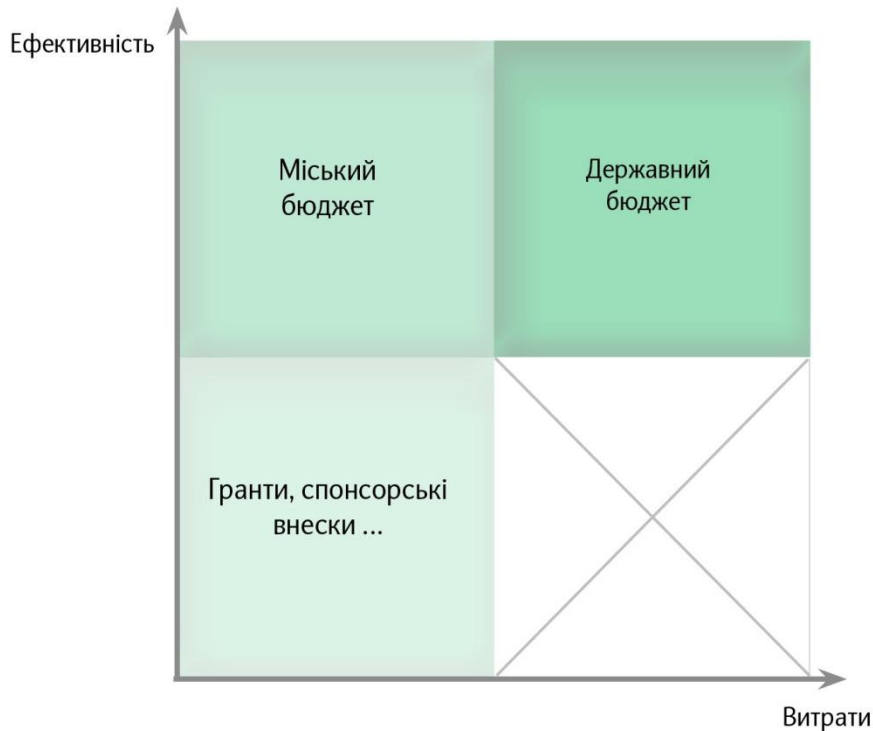 Ефективність
Міський
бюджет
Державний
бюджет
Гранти, спонсорські
внески ...
Витрати